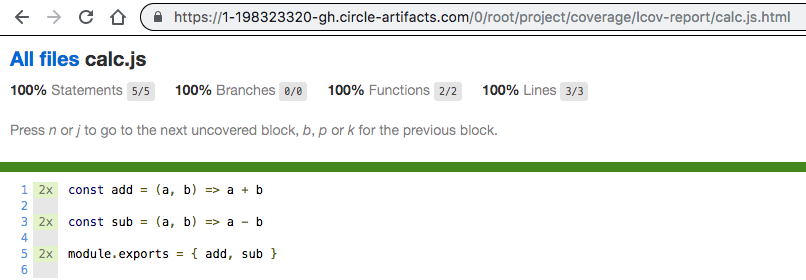 https://1-198323320-gh.circle-artifacts.com/0/root/project/coverage/lcov-report/calc.js.html
All files calc.js
100% Statements 5/5 100% Branches 0/0 100% Functions 2/2 100% Lines 3/3
Press n or j to go to the next uncovered block, b, p or k for the previous block.
1 2x const add = (a, b) => a + b
2
3 2x const sub = (a, b) => a - b
4
5 2x module.exports = { add, sub }
6